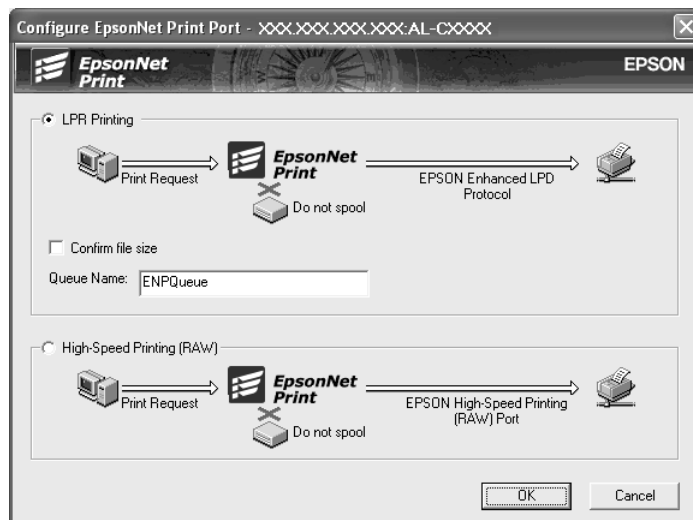 Configure EpsonNet Print Port - XXX.XXX.XXX.XXX:AL-CXXXX
EpsonNet
Print
EPSON
LPR Printing
Print Request
EpsonNet
Print
EPSON Enhanced LPD
Protocol
Do not spool
Confirm file size
Queue Name:
ENPQueue
High-Speed Printing (RAW)
Print Request
EpsonNet
Print
EPSON High-Speed Printing
(RAW) Port
Do not spool
OK
Cancel